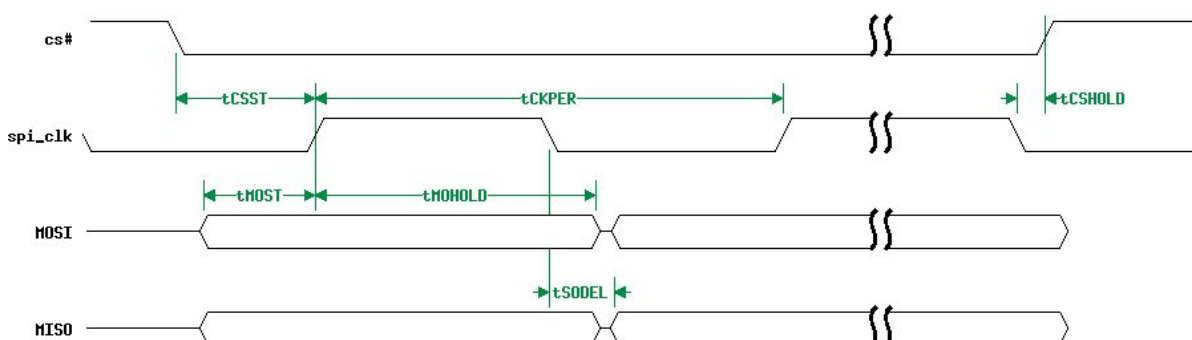 cs#
tCSST
tCKPER
tCSHOLD
spi_clk
tMOST
tMOHOLD
MOSI
tSODEL
MISO